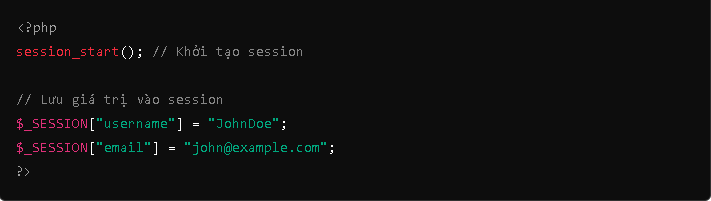 <?php
session_start(); // Khởi tạo session
// Lưu giá trị vào session
$_SESSION["username"] = "JohnDoe";
$_SESSION["email"] = "john@example.com";
?>